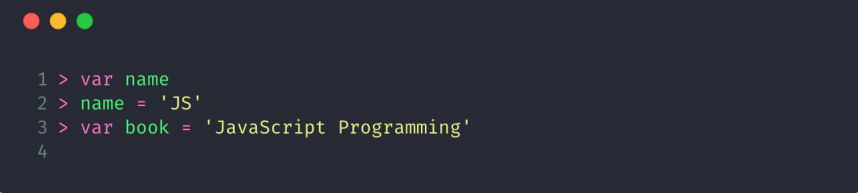 1 > var name
2 > name = 'JS'
3 > var book = 'JavaScript Programming'
4